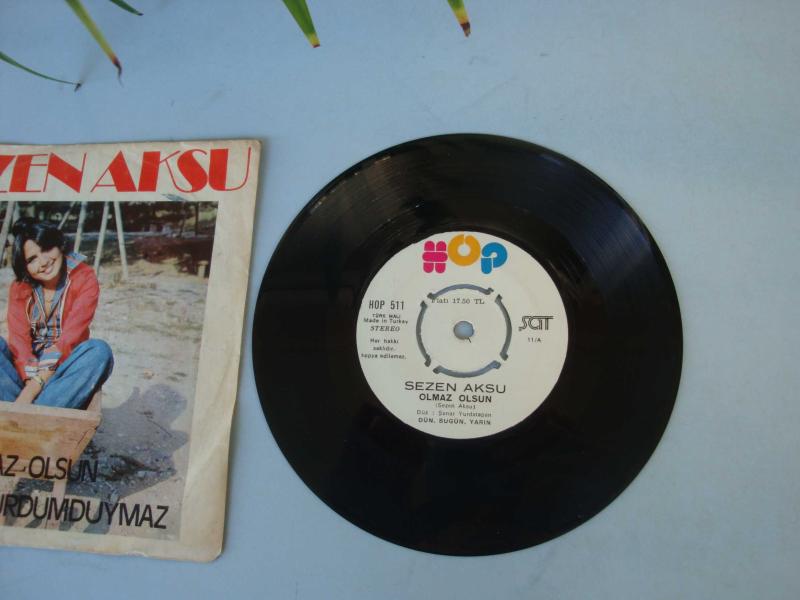 ZEN AKSU
AZ OLSUN
URDUMDUYMAZ
HOP
HOP 511
TÜRK MALI
Made in Turkey
STEREO
Her hakkı
saklıdır,
kopya edilemez.
Fiatı 17.50 TL
SAT
11/A
SEZEN AKSU
OLMAZ OLSUN
(Sezen Aksu)
Düz : Şanar Yurdatapan
DÜN, BUGÜN, YARIN